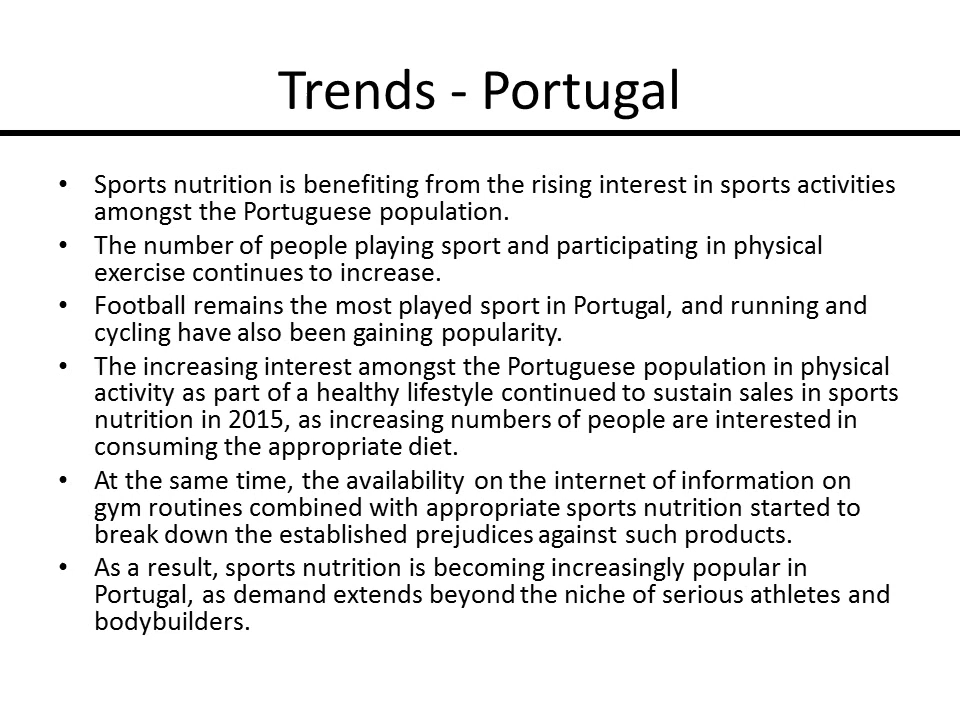 Trends - Portugal
• Sports nutrition is benefiting from the rising interest in sports activities
amongst the Portuguese population.
• The number of people playing sport and participating in physical
exercise continues to increase.
• Football remains the most played sport in Portugal, and running and
cycling have also been gaining popularity.
• The increasing interest amongst the Portuguese population in physical
activity as part of a healthy lifestyle continued to sustain sales in sports
nutrition in 2015, as increasing numbers of people are interested in
consuming the appropriate diet.
• At the same time, the availability on the internet of information on
gym routines combined with appropriate sports nutrition started to
break down the established prejudices against such products.
• As a result, sports nutrition is becoming increasingly popular in
Portugal, as demand extends beyond the niche of serious athletes and
bodybuilders.